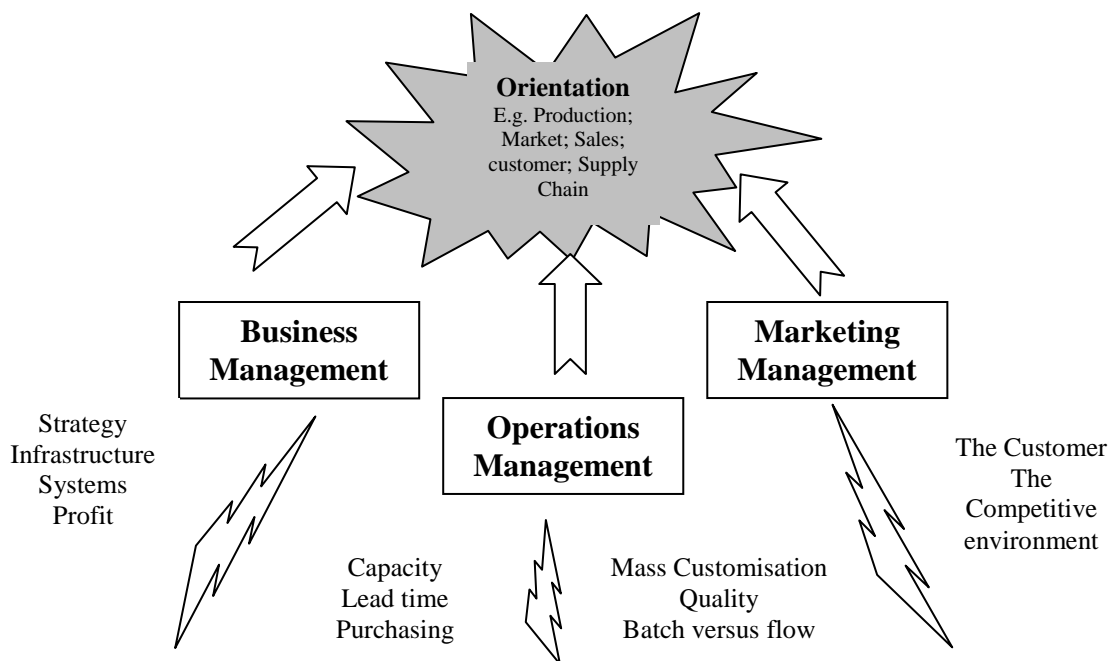 Orientation
E.g. Production;
Market; Sales;
customer; Supply
Chain
Business
Management
Marketing
Management
Operations
Management
Strategy
Infrastructure
Systems
Profit
The Customer
The
Competitive
environment
Capacity
Lead time
Purchasing
Mass Customisation
Quality
Batch versus flow